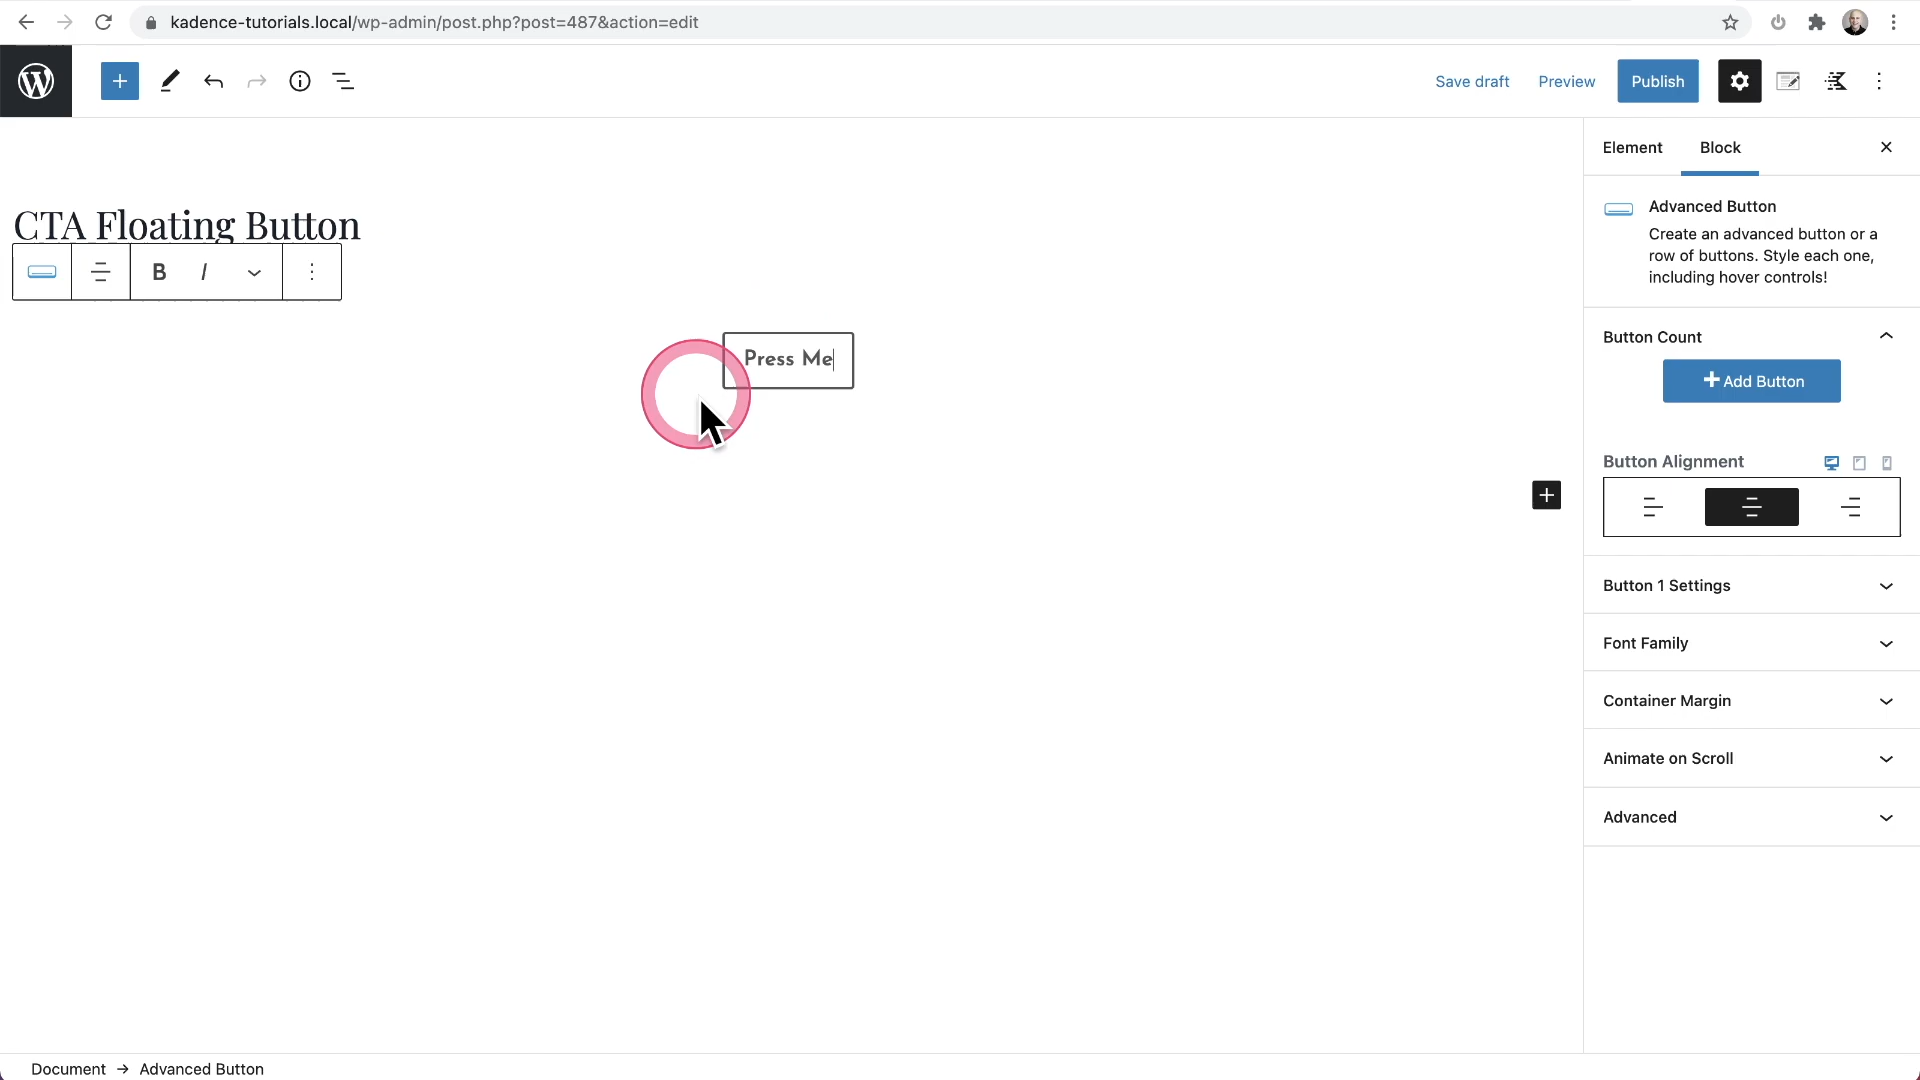 kadence-tutorials.local/wp-admin/post.php?post=487&action=edit
Save draft Preview Publish
Element Block
Advanced Button
Create an advanced button or a
row of buttons. Style each one,
including hover controls!
CTA Floating Button
B I
Press Me
Button Count
Add Button
Button Alignment
Button 1 Settings
Font Family
Container Margin
Animate on Scroll
Advanced
Document → Advanced Button